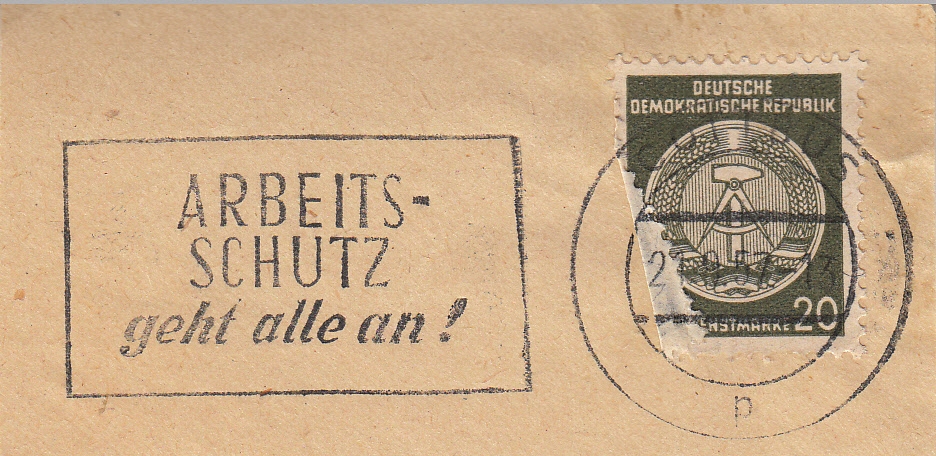 ARBEITS-
SCHUTZ
geht alle an!
DEUTSCHE
DEMOKRATISCHE REPUBLIK
20
p